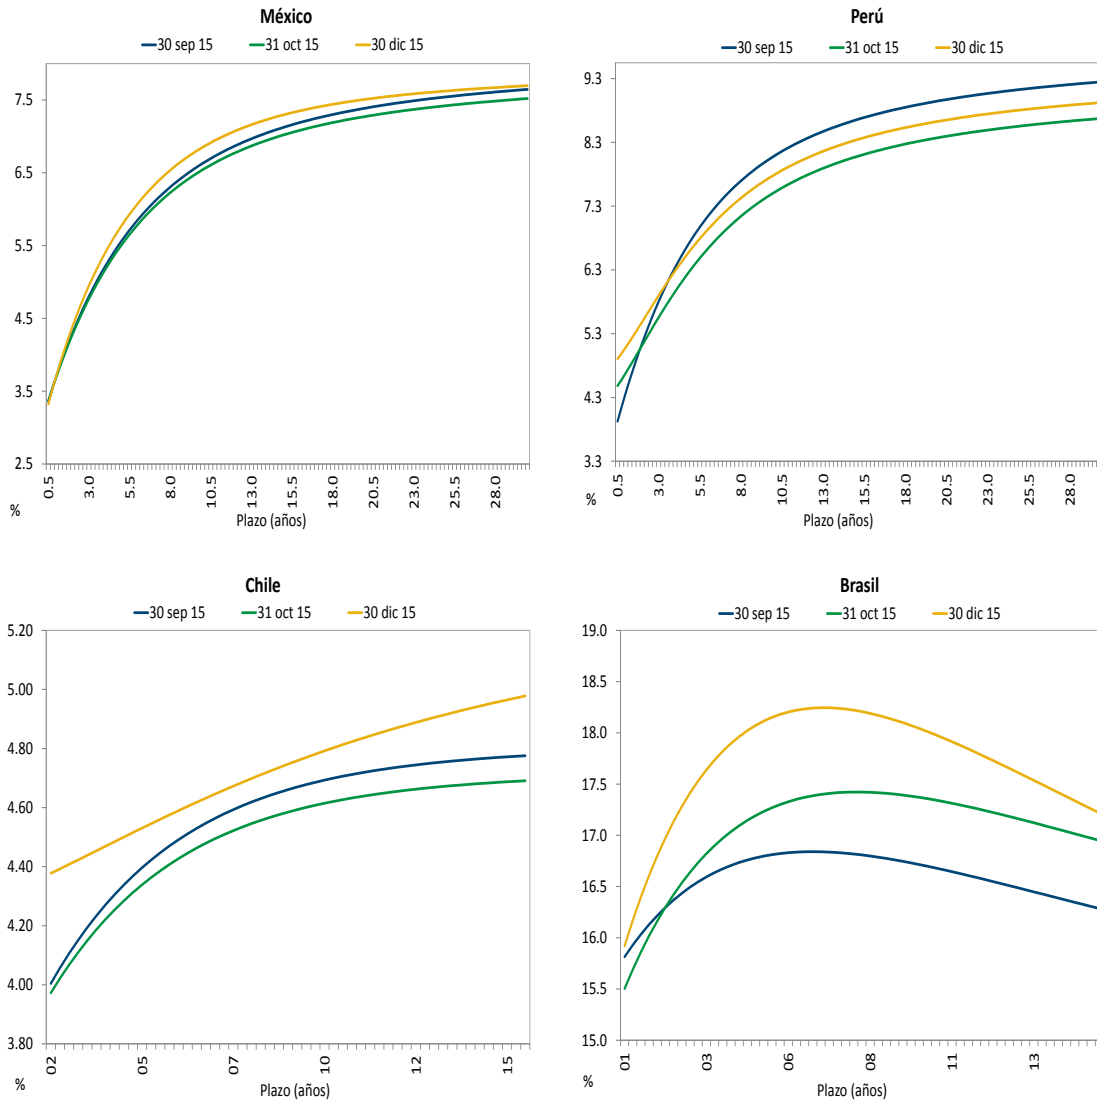 México
30 sep 15 31 oct 15 30 dic 15
7.5
6.5
5.5
4.5
3.5
2.5
0.5 3.0 5.5 8.0 10.5 13.0 15.5 18.0 20.5 23.0 25.5 28.0
%
Plazo (años)
Perú
30 sep 15 31 oct 15 30 dic 15
9.3
8.3
7.3
6.3
5.3
4.3
3.3
0.5 3.0 5.5 8.0 10.5 13.0 15.5 18.0 20.5 23.0 25.5 28.0
%
Plazo (años)
Chile
30 sep 15 31 oct 15 30 dic 15
5.20
5.00
4.80
4.60
4.40
4.20
4.00
3.80
02 05 07 10 12 15
%
Plazo (años)
Brasil
30 sep 15 31 oct 15 30 dic 15
19.0
18.5
18.0
17.5
17.0
16.5
16.0
15.5
15.0
01 03 06 08 11 13
%
Plazo (años)